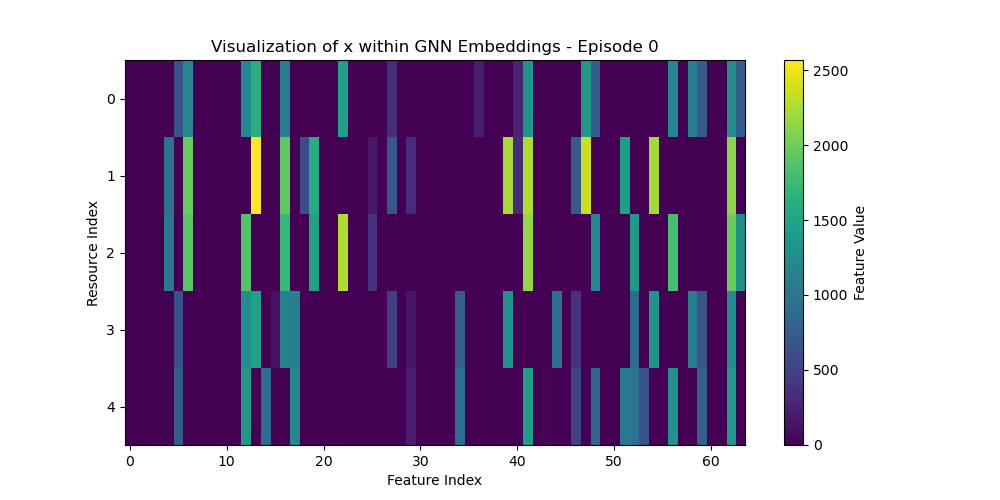 Visualization of x within GNN Embeddings - Episode 0
Resource Index
0
1
2
3
4
0 10 20 30 40 50 60
Feature Index
2500
2000
1500
1000
500
0
Feature Value